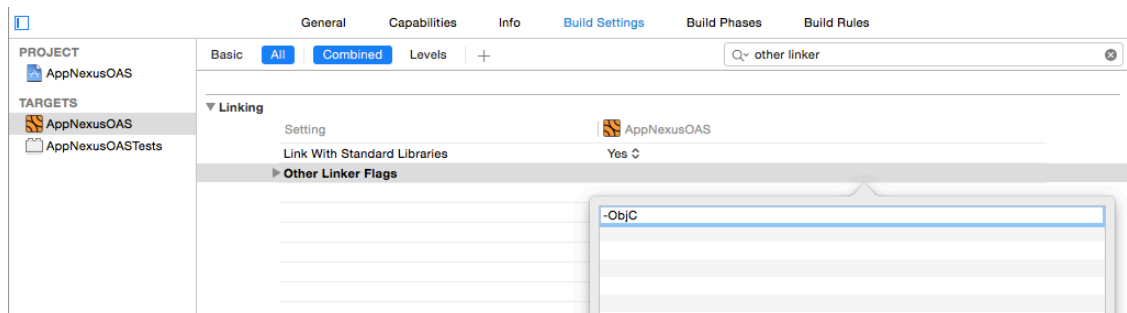 General Capabilities Info Build Settings Build Phases Build Rules
PROJECT
AppNexusOAS
TARGETS
AppNexusOAS
AppNexusOASTests
Basic All Combined Levels + other linker
Linking
Setting AppNexusOAS
Link With Standard Libraries Yes
Other Linker Flags
-ObjC